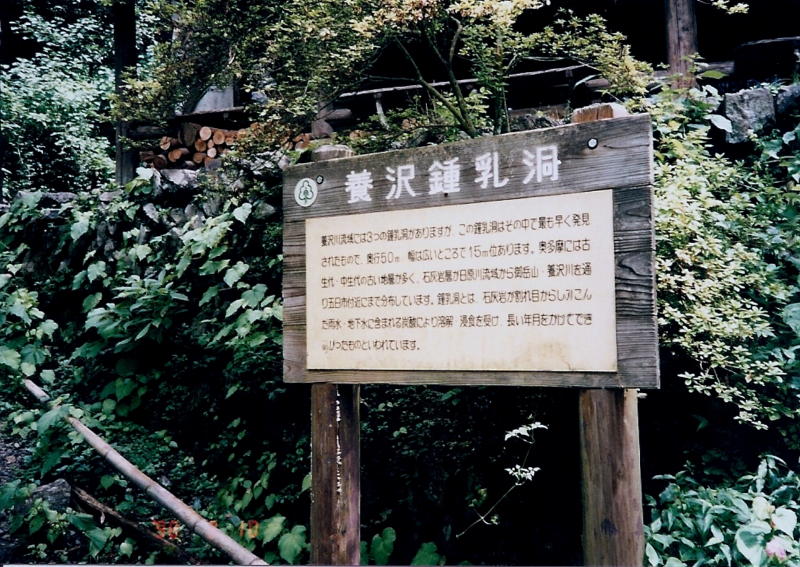 養沢鍾乳洞
養沢川流域には3つの鍾乳洞がありますが、この鍾乳洞はその中で最も早く発見
されたもので、奥行50m、幅は広いところで15m位あります。奥多摩には古
生代・中生代の古い地層が多く、石灰岩層が日原川流域から御岳山・養沢川を通
り五日市付近にまで分布しています。鍾乳洞とは、石灰岩が割れ目からしみこん
だ雨水・地下水に含まれる炭酸により溶解・浸食を受け、長い年月をかけてでき
あがったものといわれています。